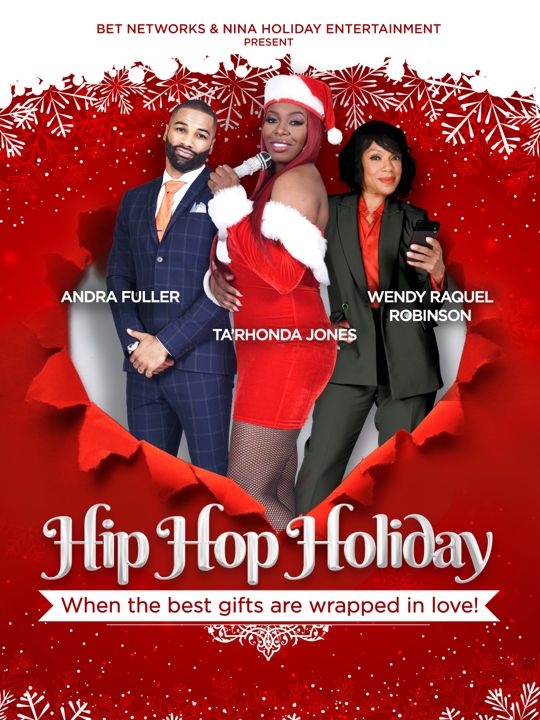 BET NETWORKS & NINA HOLIDAY ENTERTAINMENT
PRESENT
ANDRA FULLER
TA'RHONDA JONES
WENDY RAQUEL
ROBINSON
Hip Hop Holiday
When the best gifts are wrapped in love!